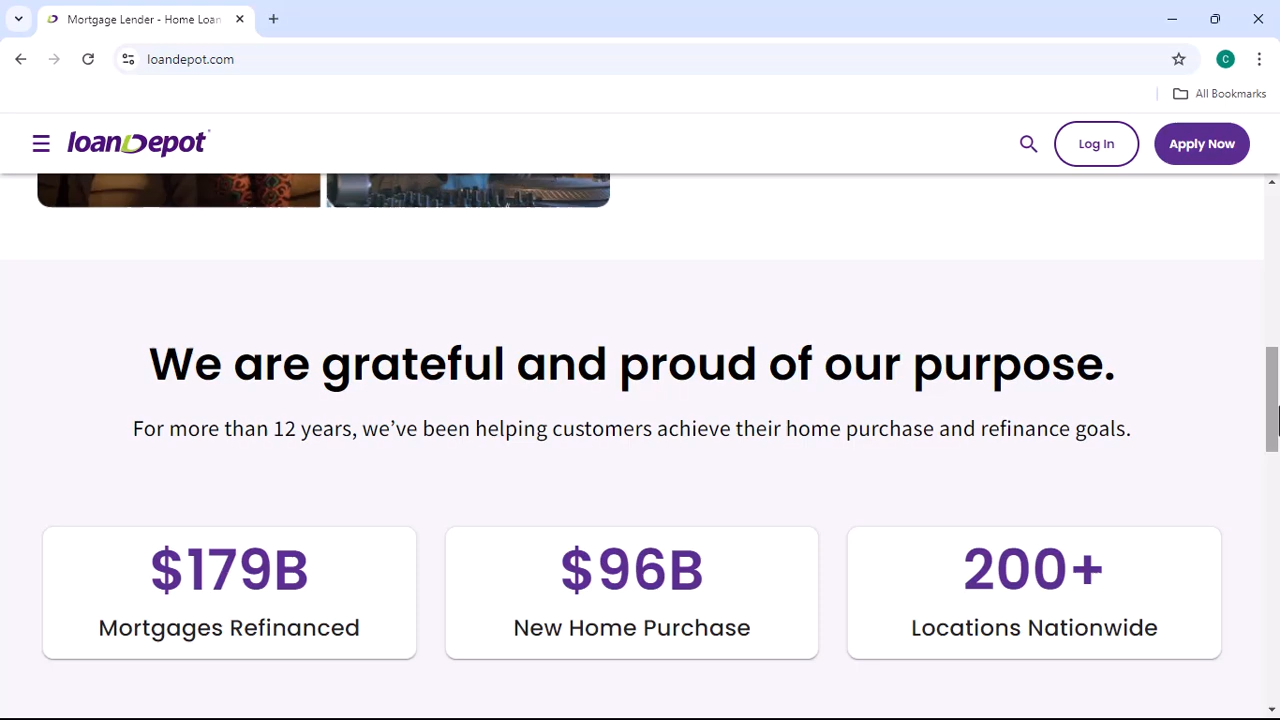 Mortgage Lender - Home Loan
loandepot.com
C
All Bookmarks
loanDepot
Log In
Apply Now
We are grateful and proud of our purpose.
For more than 12 years, we’ve been helping customers achieve their home purchase and refinance goals.
$179B
Mortgages Refinanced
$96B
New Home Purchase
200+
Locations Nationwide